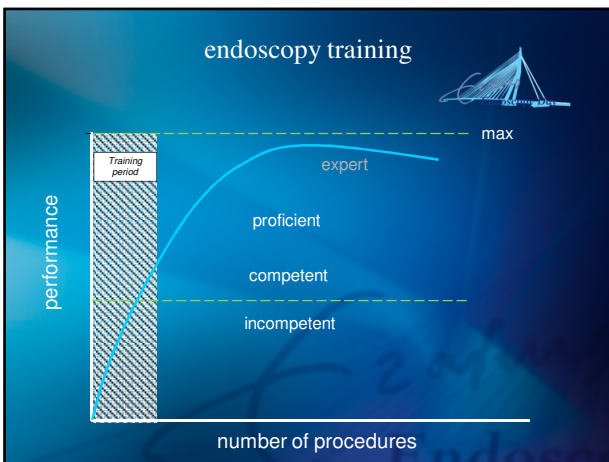 endoscopy training
max
Training
period
expert
performance
proficient
competent
incompetent
number of procedures